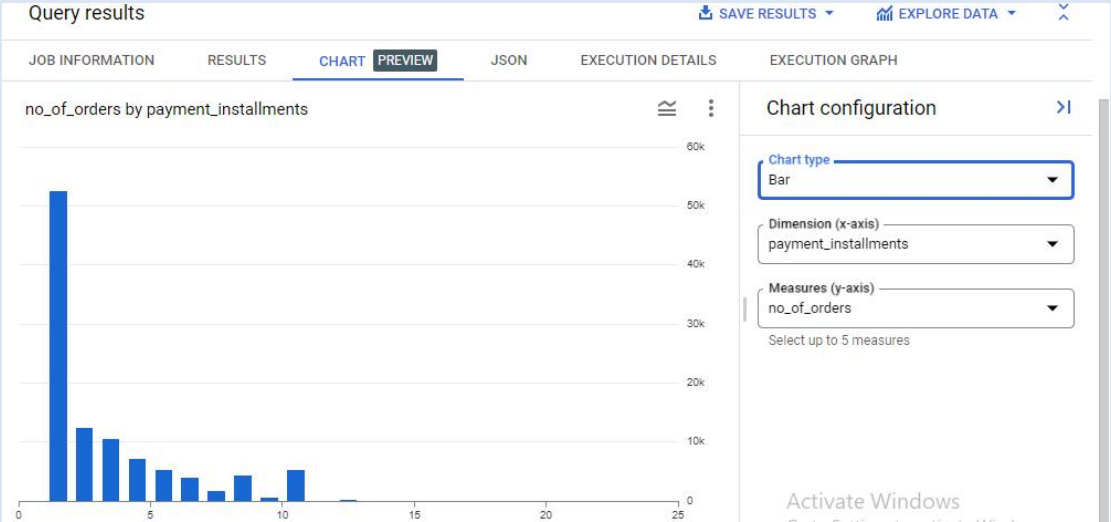 Query results
SAVE RESULTS
EXPLORE DATA
JOB INFORMATION
RESULTS
CHART PREVIEW
JSON
EXECUTION DETAILS
EXECUTION GRAPH
no_of_orders by payment_installments
60k
50k
40k
30k
20k
10k
0
0 5 10 15 20 25
Chart configuration
Chart type
Bar
Dimension (x-axis)
payment_installments
Measures (y-axis)
no_of_orders
Select up to 5 measures
Activate Windows